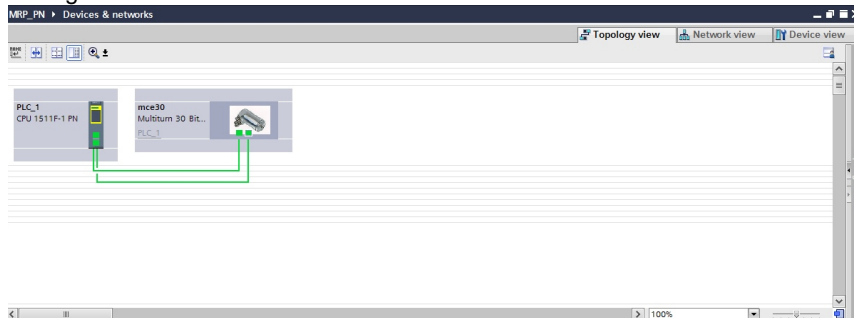 MRP_PN ▸ Devices & networks
Topology view
Network view
Device view
PLC_1
CPU 1511F-1 PN
mce30
Multiturn 30 Bit...
PLC_1
100%